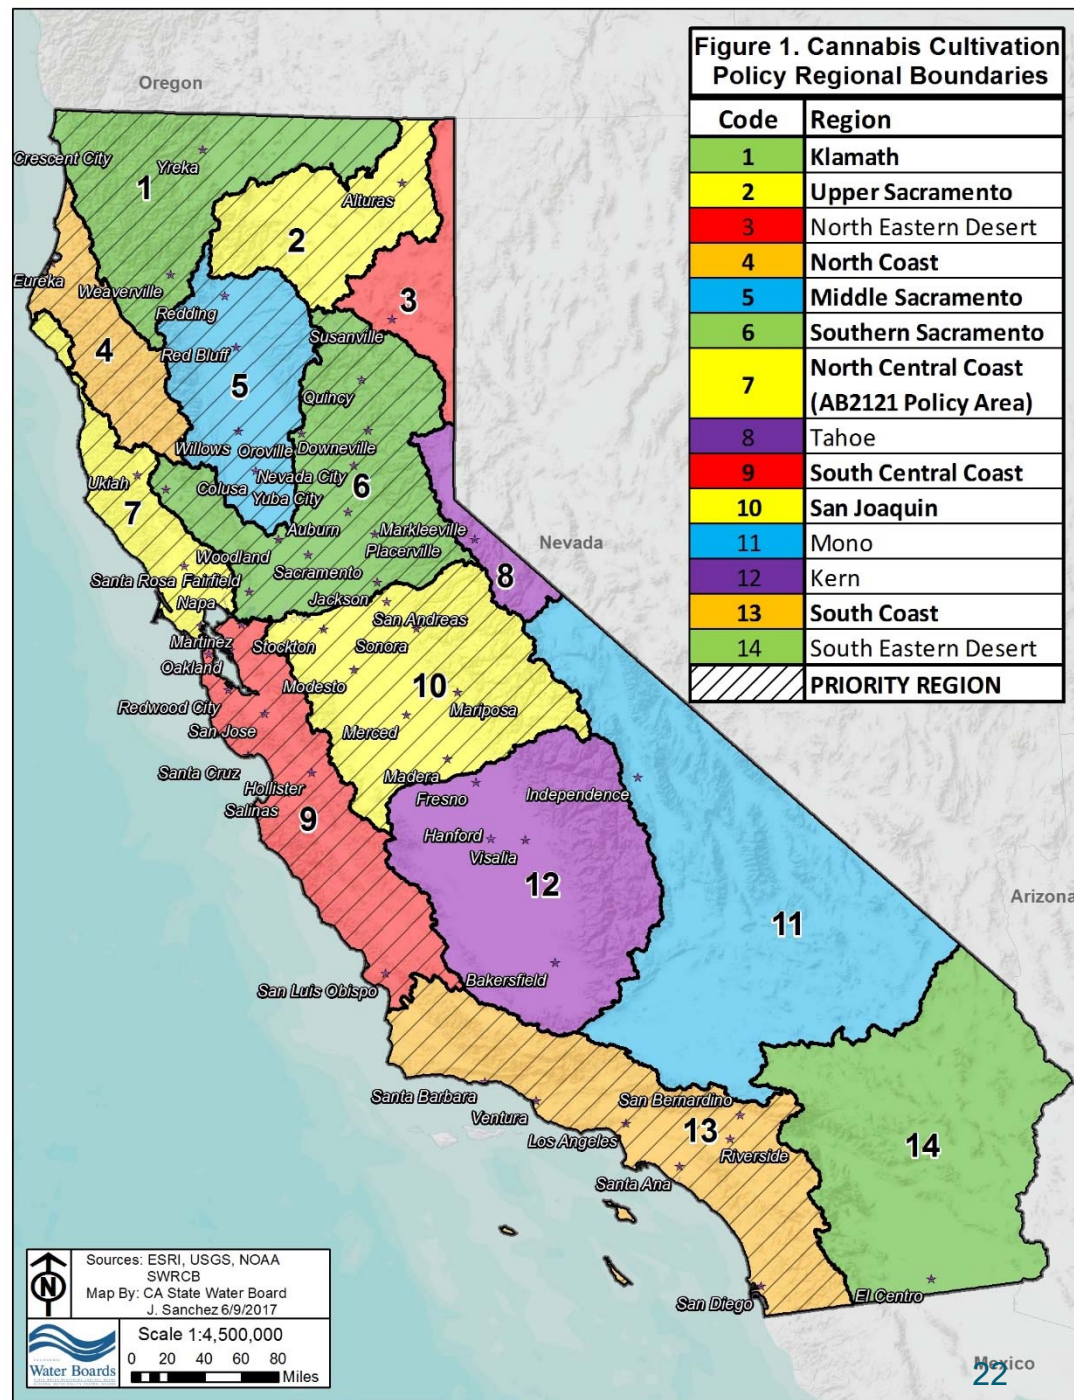 Figure 1. Cannabis Cultivation
Policy Regional Boundaries
Code Region
1 Klamath
2 Upper Sacramento
3 North Eastern Desert
4 North Coast
5 Middle Sacramento
6 Southern Sacramento
7 North Central Coast
(AB2121 Policy Area)
8 Tahoe
9 South Central Coast
10 San Joaquin
11 Mono
12 Kern
13 South Coast
14 South Eastern Desert
PRIORITY REGION
Oregon
Crescent City
Yreka
1
Alturas
2
Eureka
Weaverville
Redding
3
Susanville
4
Red Bluff
5
Quincy
Willows
Oroville
Downeville
Nevada City
6
Ukiah
Colusa
Yuba City
7
Auburn
Markleeville
Nevada
Woodland
Placerville
Santa Rosa
Fairfield
Sacramento
8
Napa
Jackson
San Andreas
Martinez
Stockton
Sonora
Oakland
Modesto
10
Redwood City
Mariposa
San Jose
Merced
Santa Cruz
Madera
Hollister
Fresno
Independence
Salinas
9
Hanford
Visalia
12
Arizona
11
Bakersfield
San Luis Obispo
Santa Barbara
San Bernardino
Ventura
13
Los Angeles
14
Riverside
Santa Ana
San Diego
El Centro
Mexico
22
N
Sources: ESRI, USGS, NOAA
SWRCB
Map By: CA State Water Board
J. Sanchez 6/9/2017
Water Boards
Scale 1:4,500,000
0 20 40 60 80
Miles